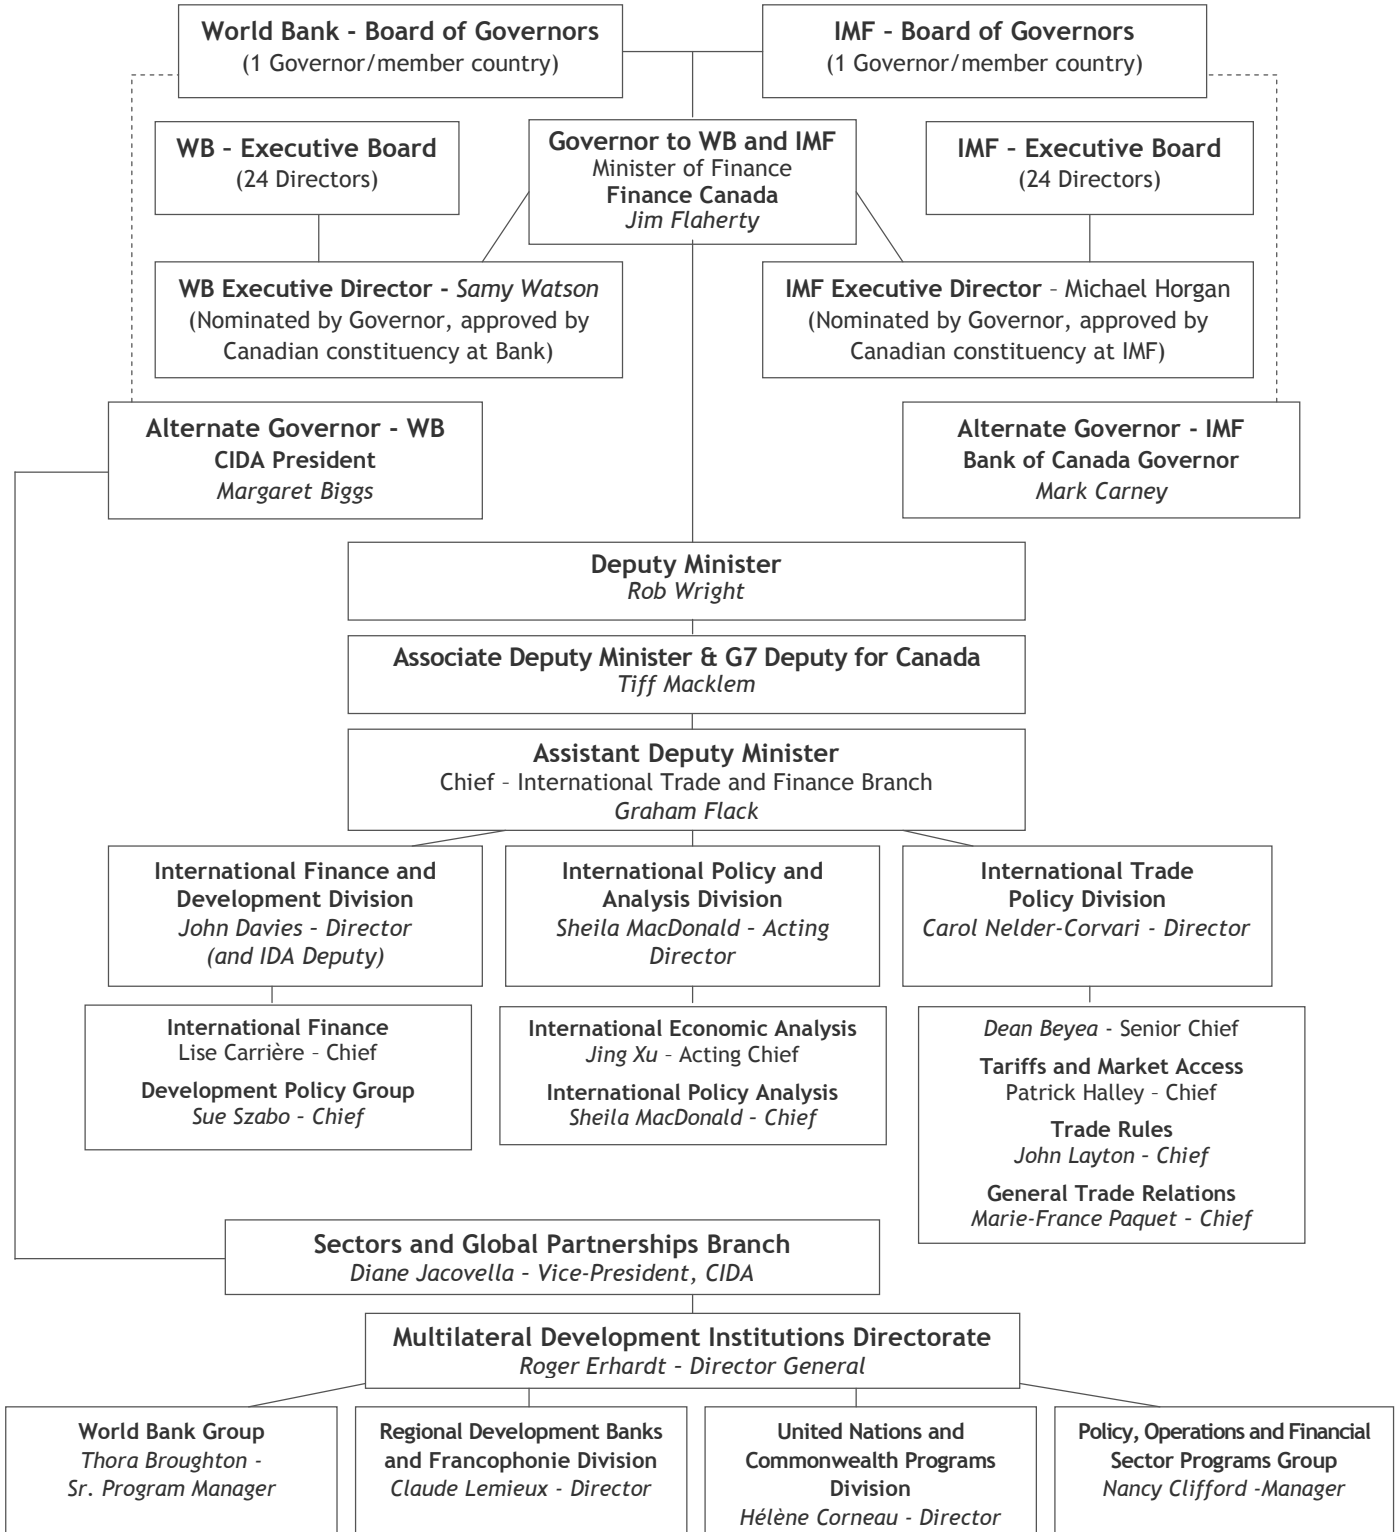 World Bank - Board of Governors
(1 Governor/member country)
IMF – Board of Governors
(1 Governor/member country)
WB – Executive Board
(24 Directors)
Governor to WB and IMF
Minister of Finance
Finance Canada
Jim Flaherty
IMF – Executive Board
(24 Directors)
WB Executive Director - Samy Watson
(Nominated by Governor, approved by
Canadian constituency at Bank)
IMF Executive Director – Michael Horgan
(Nominated by Governor, approved by
Canadian constituency at IMF)
Alternate Governor - WB
CIDA President
Margaret Biggs
Alternate Governor - IMF
Bank of Canada Governor
Mark Carney
Deputy Minister
Rob Wright
Associate Deputy Minister & G7 Deputy for Canada
Tiff Macklem
Assistant Deputy Minister
Chief – International Trade and Finance Branch
Graham Flack
International Finance and
Development Division
John Davies – Director
(and IDA Deputy)
International Policy and
Analysis Division
Sheila MacDonald – Acting
Director
International Trade
Policy Division
Carol Nelder-Corvari - Director
International Finance
Lise Carrière – Chief
Development Policy Group
Sue Szabo – Chief
International Economic Analysis
Jing Xu – Acting Chief
International Policy Analysis
Sheila MacDonald – Chief
Dean Beyea - Senior Chief
Tariffs and Market Access
Patrick Halley – Chief
Trade Rules
John Layton – Chief
General Trade Relations
Marie-France Paquet – Chief
Sectors and Global Partnerships Branch
Diane Jacovella – Vice-President, CIDA
Multilateral Development Institutions Directorate
Roger Erhardt – Director General
World Bank Group
Thora Broughton -
Sr. Program Manager
Regional Development Banks
and Francophonie Division
Claude Lemieux - Director
United Nations and
Commonwealth Programs
Division
Hélène Corneau - Director
Policy, Operations and Financial
Sector Programs Group
Nancy Clifford -Manager